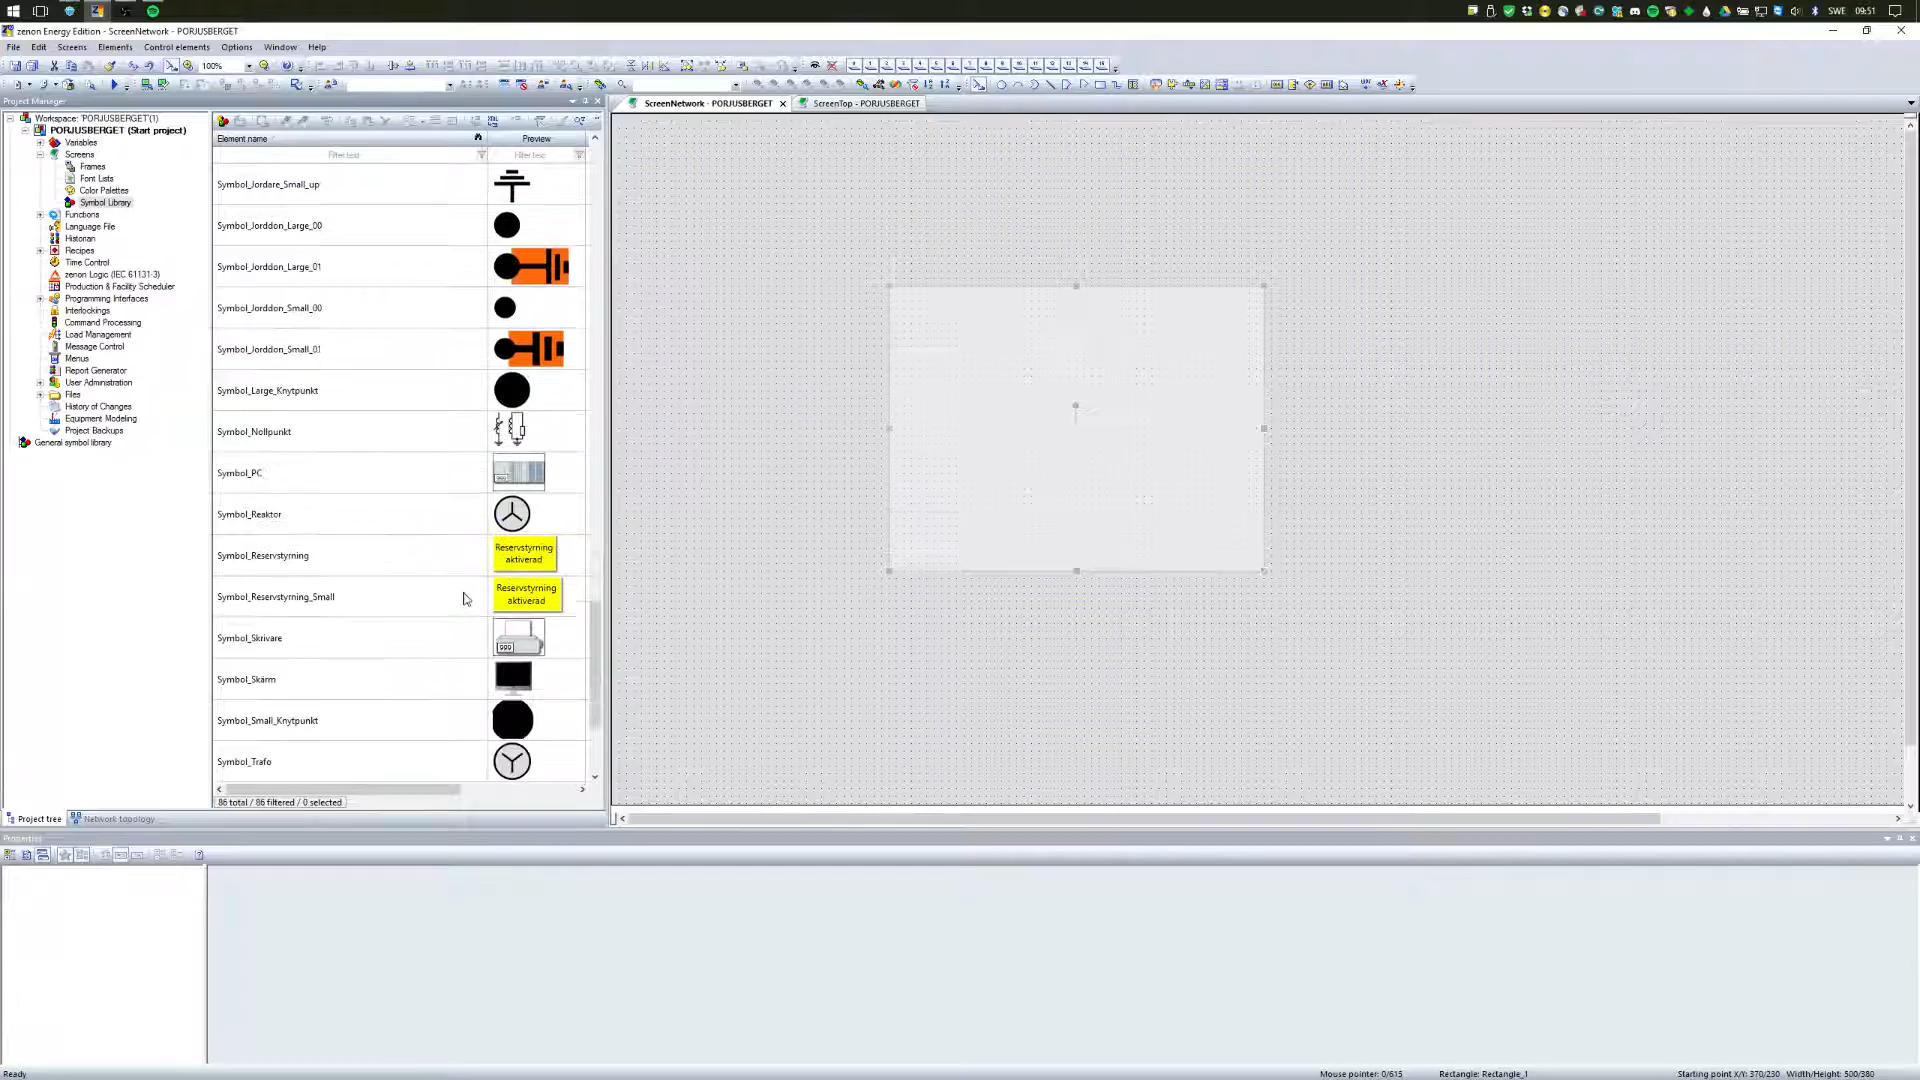 SWE
09:51
zenon Energy Edition - ScreenNetwork - PORJUSBERGET
File Edit Screens Elements Control elements Options Window Help
100%
Project Manager
ScreenNetwork - PORJUSBERGET
ScreenTop - PORJUSBERGET
Workspace: 'PORJUSBERGET'(1)
PORJUSBERGET (Start project)
Variables
Screens
Frames
Font Lists
Color Palettes
Symbol Library
Functions
Language File
Historian
Recipes
Time Control
zenon Logic (IEC 61131-3)
Production & Facility Scheduler
Programming Interfaces
Interlockings
Command Processing
Load Management
Message Control
Menus
Report Generator
User Administration
Files
History of Changes
Equipment Modeling
Project Backups
General symbol library
Element name Preview
Filter text Filter text
Symbol_Jordare_Small_up
Symbol_Jorddon_Large_00
Symbol_Jorddon_Large_01
Symbol_Jorddon_Small_00
Symbol_Jorddon_Small_01
Symbol_Large_Knytpunkt
Symbol_Nollpunkt
Symbol_PC
Symbol_Reaktor
Symbol_Reservstyrning
Reservstyrning
aktiverad
Symbol_Reservstyrning_Small
Reservstyrning
aktiverad
Symbol_Skrivare
999
Symbol_Skärm
Symbol_Small_Knytpunkt
Symbol_Trafo
86 total / 86 filtered / 0 selected
Project tree
Network topology
Properties
Ready
Mouse pointer: 0/615
Rectangle: Rectangle_1
Starting point X/Y: 370/230 Width/Height: 500/380